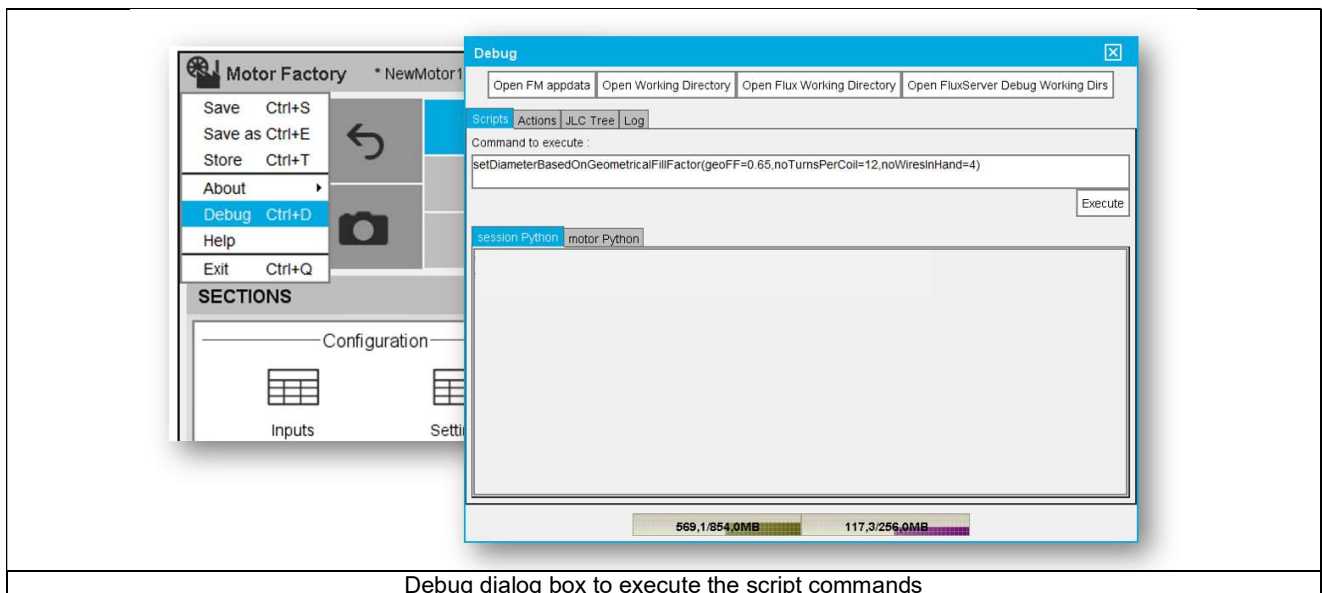 Motor Factory * NewMotor1
Save Ctrl+S
Save as Ctrl+E
Store Ctrl+T
About
Debug Ctrl+D
Help
Exit Ctrl+Q
SECTIONS
Configuration
Inputs
Debug
Open FM appdata Open Working Directory Open Flux Working Directory Open FluxServer Debug Working Dirs
Scripts Actions JLC Tree Log
Command to execute :
setDiameterBasedOnGeometricalFillFactor(geoFF=0.65,noTurnsPerCoil=12,noWiresInHand=4)
Execute
session Python motor Python
569,1/854,0MB 117,3/256,0MB
Debug dialog box to execute the script commands